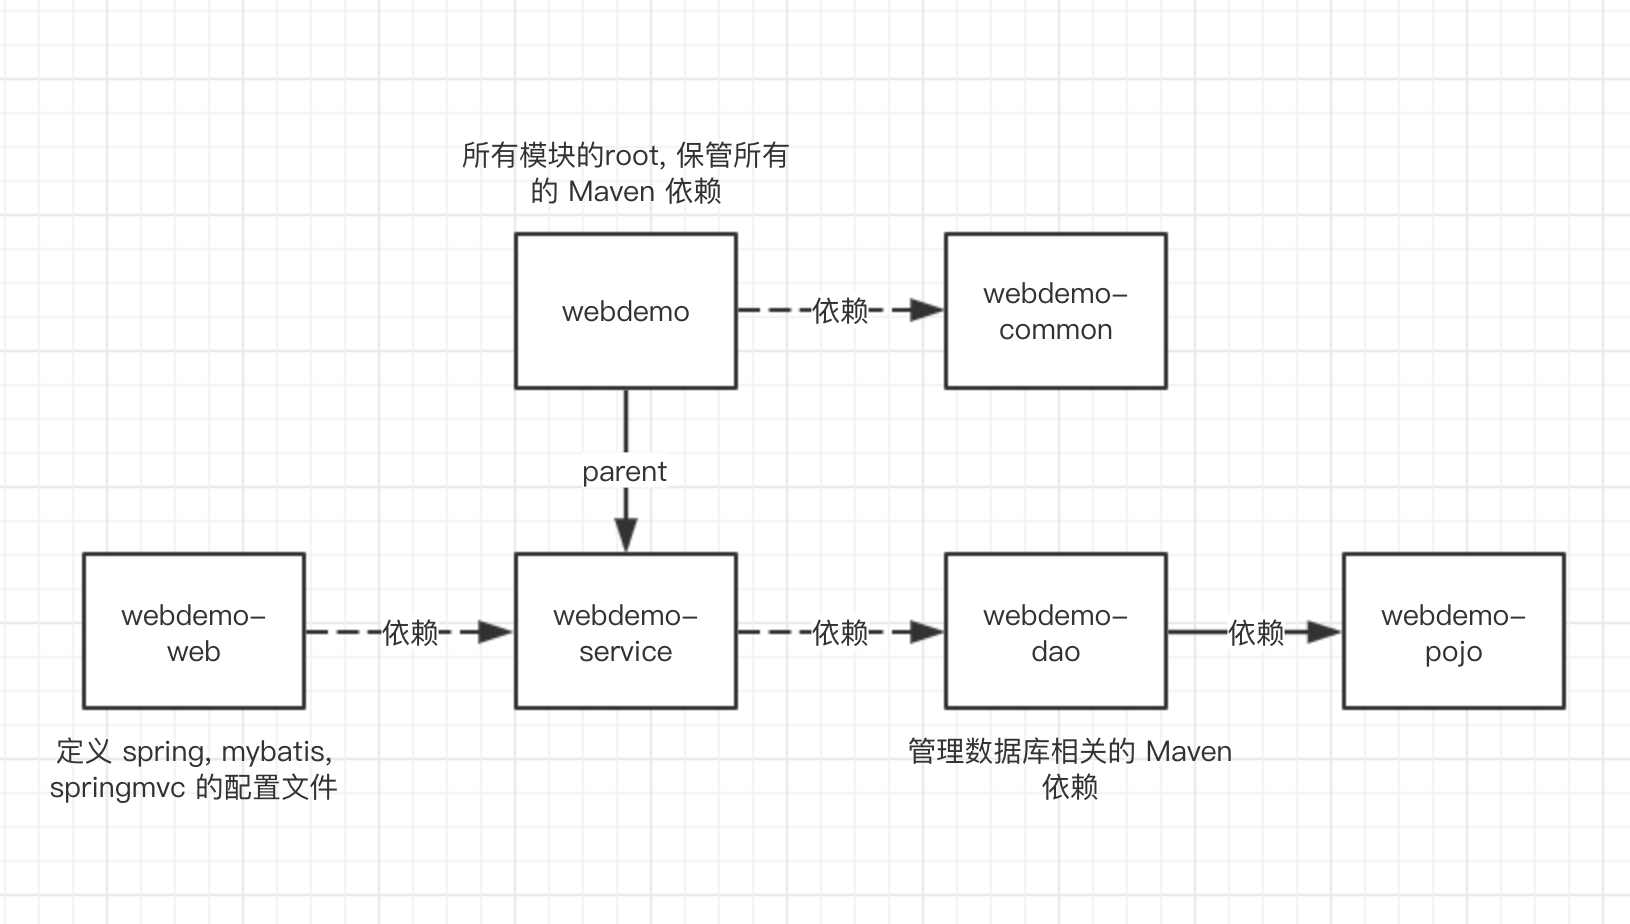 所有模块的root, 保管所有
的 Maven 依赖
webdemo
依赖
webdemo-
common
parent
webdemo-
web
依赖
webdemo-
service
依赖
webdemo-
dao
依赖
webdemo-
pojo
定义 spring, mybatis,
springmvc 的配置文件
管理数据库相关的 Maven
依赖